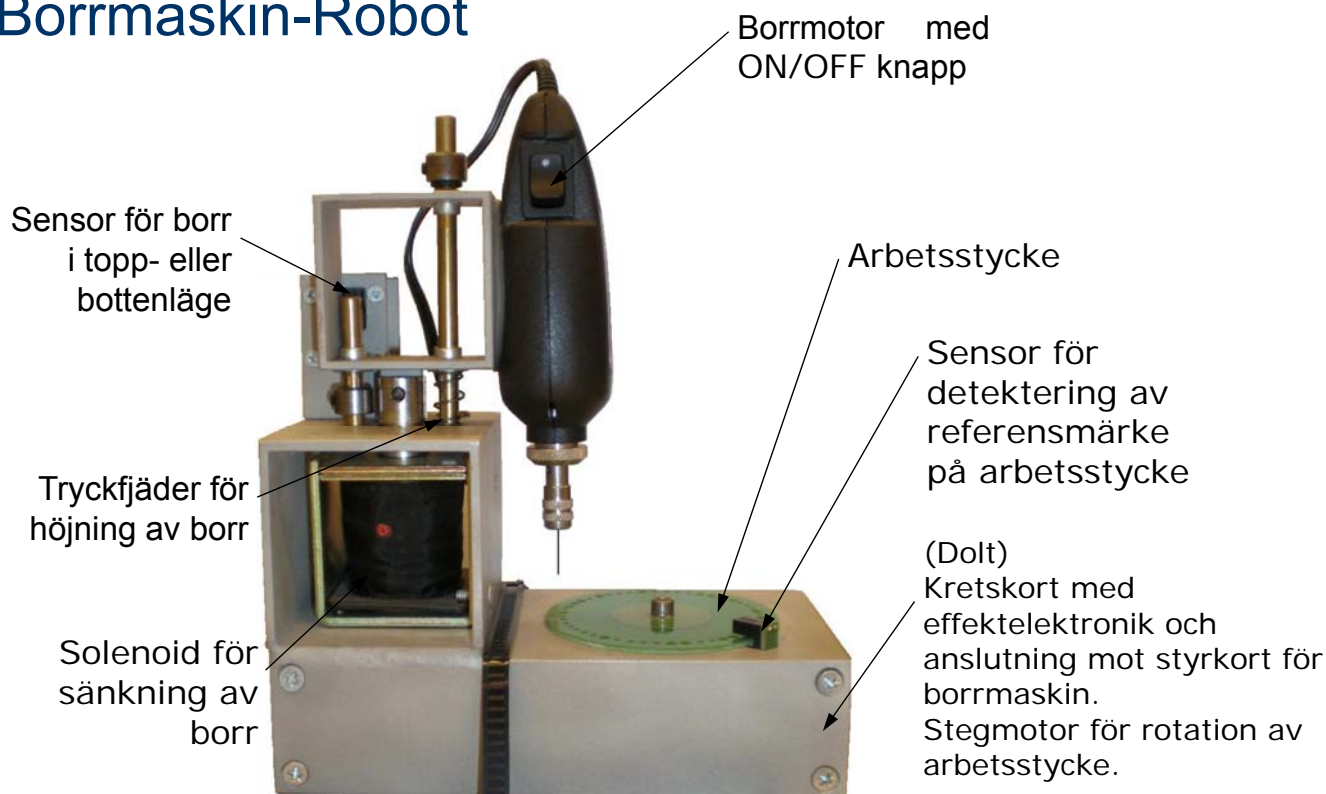 Borrmaskin-Robot
Borrmotor med
ON/OFF knapp
Sensor för borr
i topp- eller
bottenläge
Arbetsstycke
Sensor för
detektering av
referensmärke
på arbetsstycke
Tryckfjäder för
höjning av borr
(Dolt)
Kretskort med
effektelektronik och
anslutning mot styrkort för
borrmaskin.
Stegmotor för rotation av
arbetsstycke.
Solenoid för
sänkning av
borr